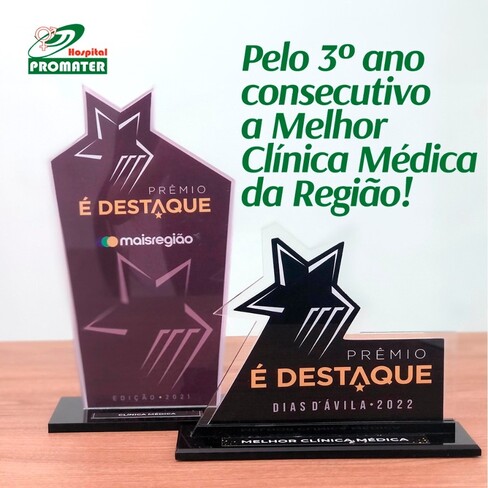 Hospital
PROMATER
Pelo 3º ano
consecutivo
a Melhor
Clínica Médica
da Região!
PRÊMIO
É DESTAQUE
maisregião
EDIÇÃO • 2021
CLÍNICA MÉDICA
PRÊMIO
É DESTAQUE
DIAS D'ÁVILA • 2022
MELHOR CLÍNICA MÉDICA